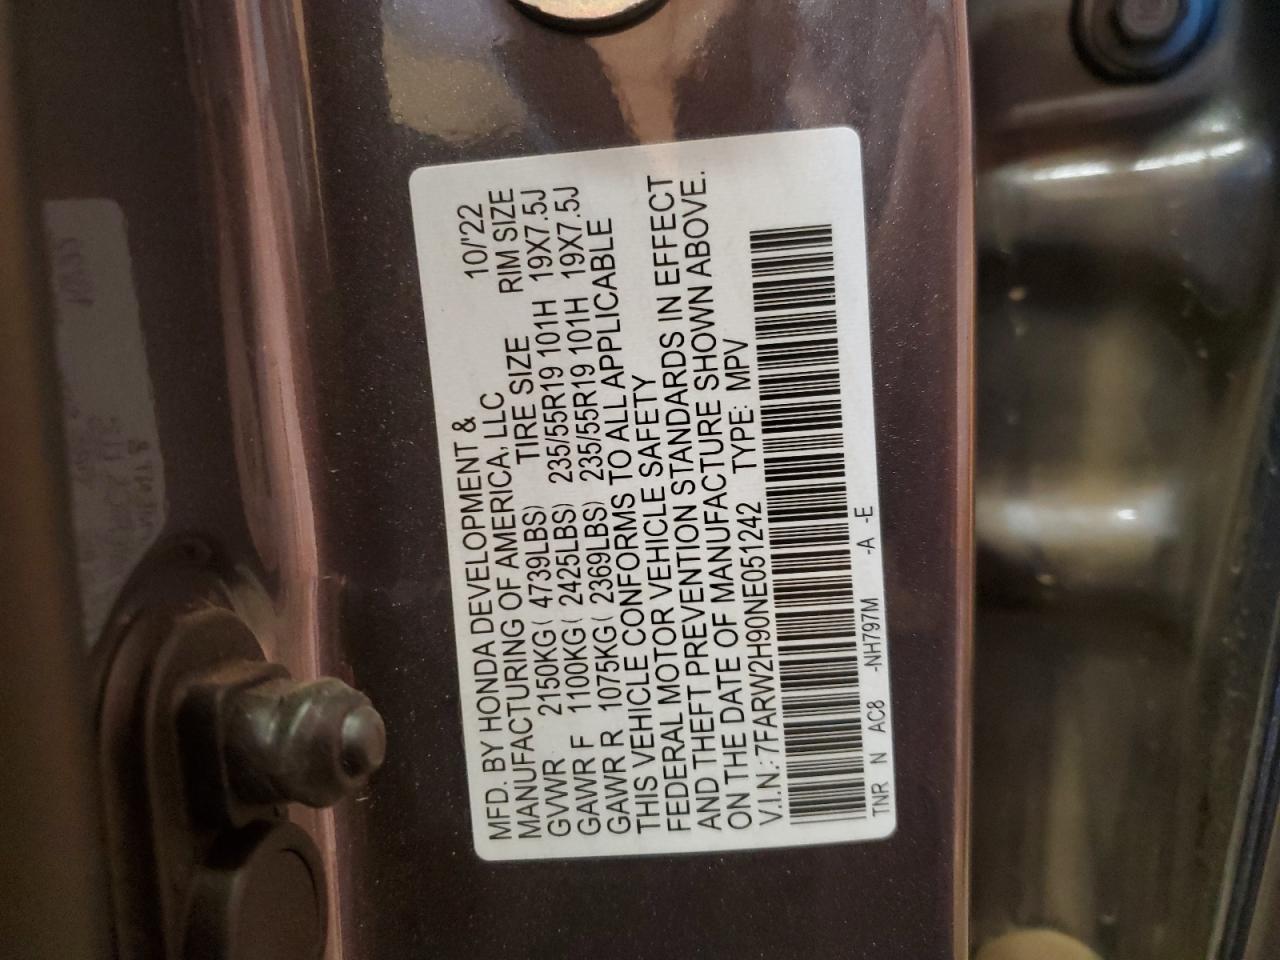 MFD. BY HONDA DEVELOPMENT & 10/'22
MANUFACTURING OF AMERICA, LLC TIRE SIZE RIM SIZE
GVWR 2150KG( 4739LBS) 235/55R19 101H 19X7.5J
GAWR F 1100KG( 2425LBS) 235/55R19 101H 19X7.5J
GAWR R 1075KG( 2369LBS)
THIS VEHICLE CONFORMS TO ALL APPLICABLE
FEDERAL MOTOR VEHICLE SAFETY
AND THEFT PREVENTION STANDARDS IN EFFECT
ON THE DATE OF MANUFACTURE SHOWN ABOVE.
V.I.N.: 7FARW2H90NE051242 TYPE: MPV
TNR N AC8 -NH797M -A -E